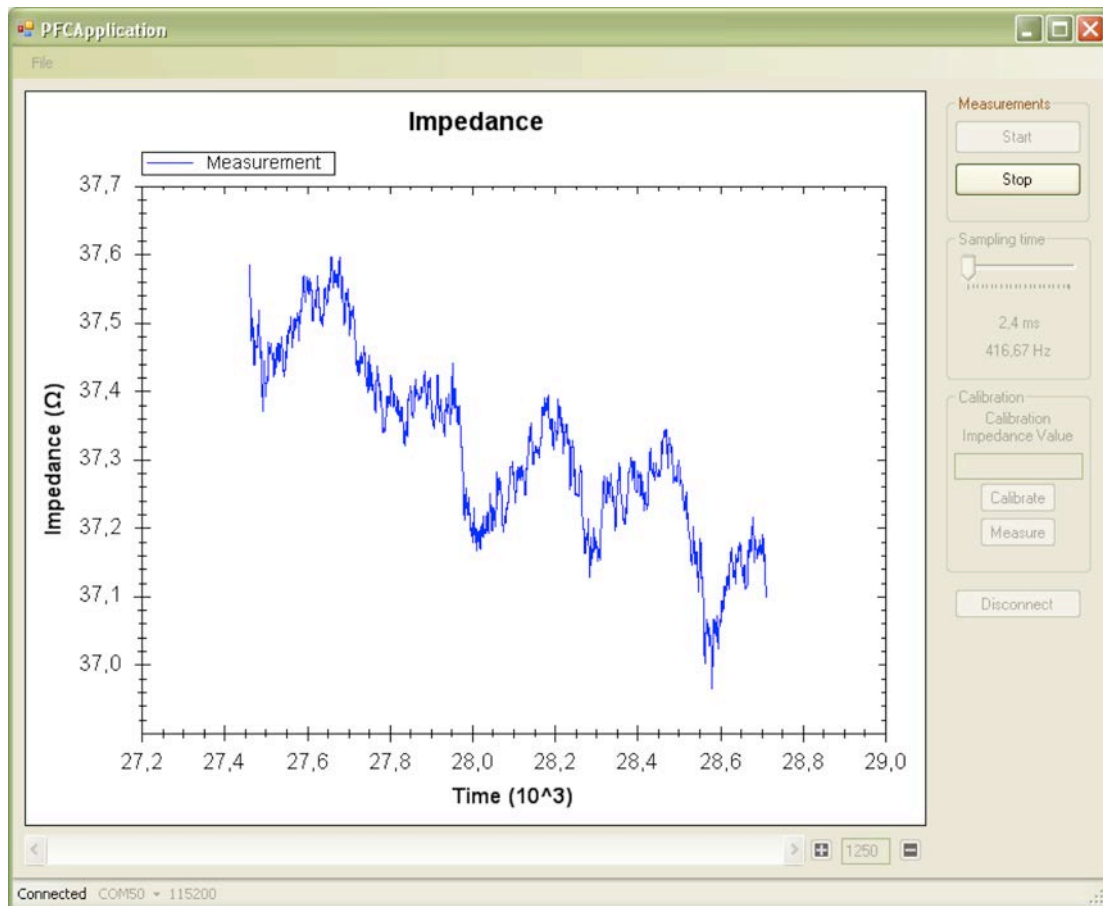 PFCApplication
File
Impedance
Measurement
37,7
37,6
37,5
37,4
37,3
37,2
37,1
37,0
Impedance (Ω)
27,2 27,4 27,6 27,8 28,0 28,2 28,4 28,6 28,8 29,0
Time (10^3)
Measurements
Start
Stop
Sampling time
2,4 ms
416,67 Hz
Calibration
Calibration
Impedance Value
Calibrate
Measure
Disconnect
1250
Connected COM50 115200